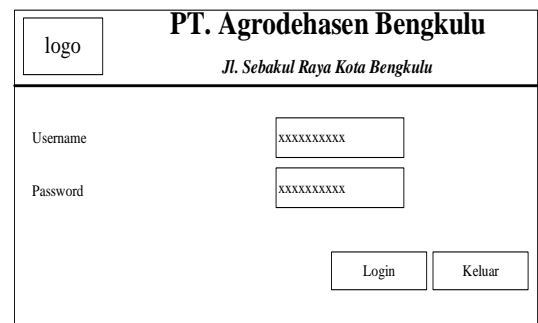 logo
PT. Agrodehasen Bengkulu
Jl. Sebakul Raya Kota Bengkulu
Username xxxxxxxxxx
Password xxxxxxxxxx
Login Keluar